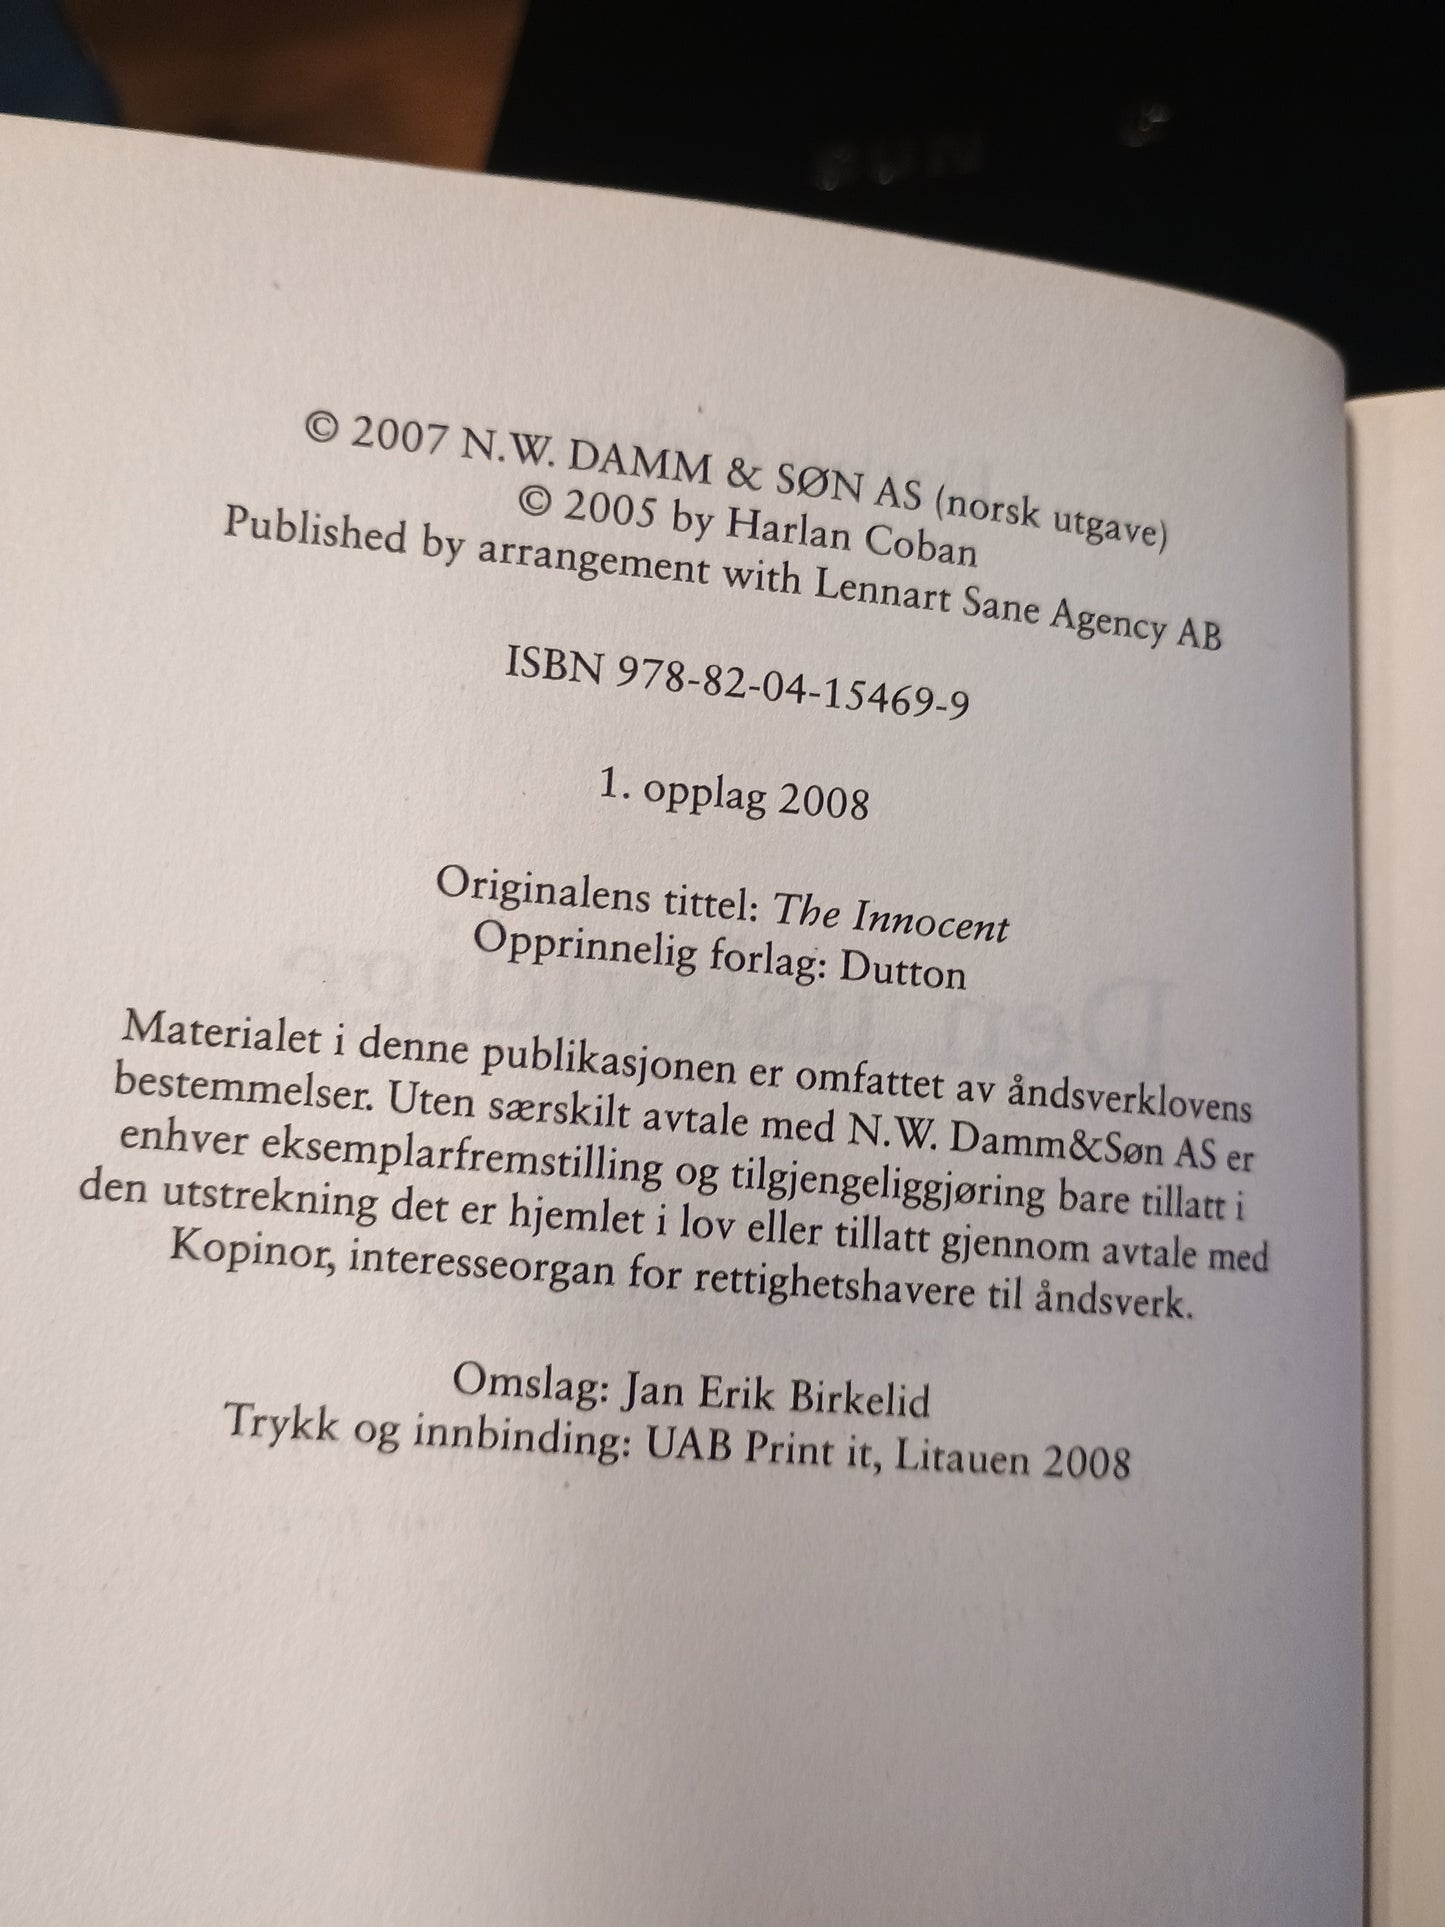 © 2007 N.W. DAMM & SØN AS (norsk utgave)
© 2005 by Harlan Coban
Published by arrangement with Lennart Sane Agency AB
ISBN 978-82-04-15469-9
1. opplag 2008
Originalens tittel: The Innocent
Opprinnelig forlag: Dutton
Materialet i denne publikasjonen er omfattet av åndsverklovens
bestemmelser. Uten særskilt avtale med N.W. Damm&Søn AS er
enhver eksemplarfremstilling og tilgjengeliggjøring bare tillatt i
den utstrekning det er hjemlet i lov eller tillatt gjennom avtale med
Kopinor, interesseorgan for rettighetshavere til åndsverk.
Omslag: Jan Erik Birkelid
Trykk og innbinding: UAB Print it, Litauen 2008